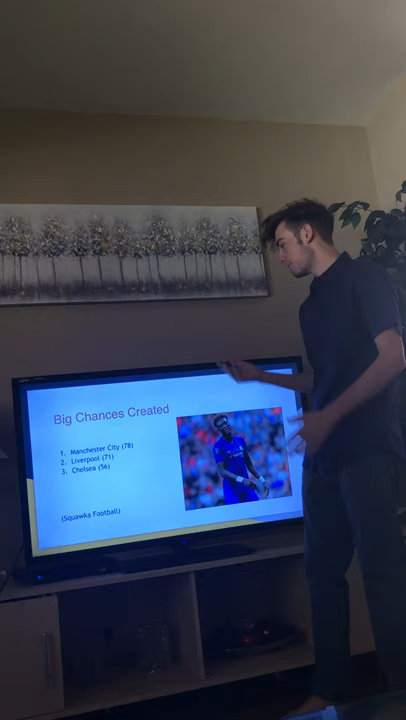 Big Chances Created
1. Manchester City (78)
2. Liverpool (71)
3. Chelsea (56)
(Squawka Football)